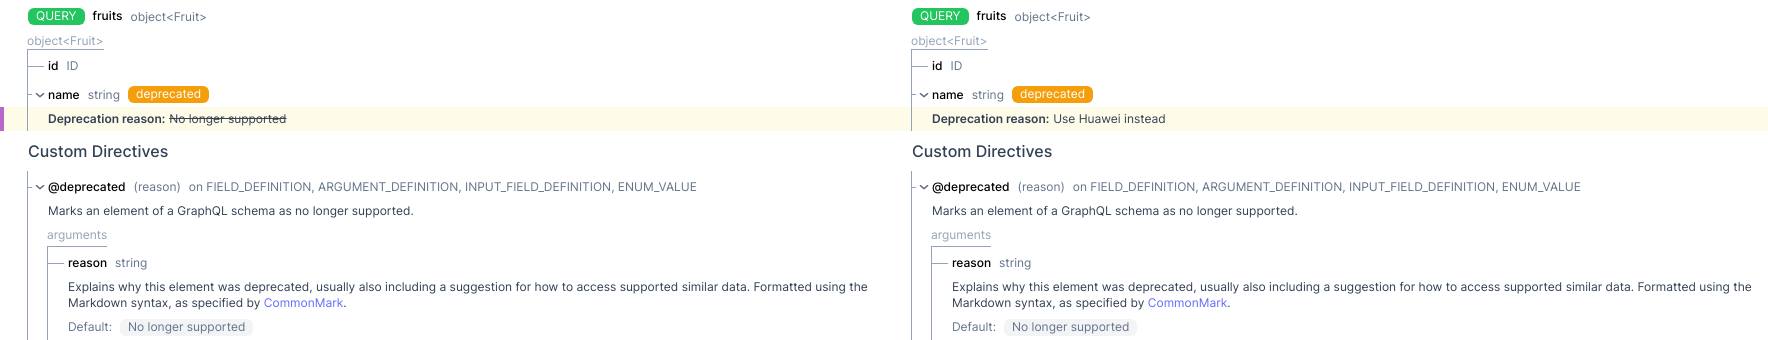 QUERY fruits object<Fruit>
object<Fruit>
id ID
name string deprecated
Deprecation reason: No longer supported
Custom Directives
@deprecated (reason) on FIELD_DEFINITION, ARGUMENT_DEFINITION, INPUT_FIELD_DEFINITION, ENUM_VALUE
Marks an element of a GraphQL schema as no longer supported.
arguments
reason string
Explains why this element was deprecated, usually also including a suggestion for how to access supported similar data. Formatted using the
Markdown syntax, as specified by CommonMark.
Default: No longer supported
QUERY fruits object<Fruit>
object<Fruit>
id ID
name string deprecated
Deprecation reason: Use Huawei instead
Custom Directives
@deprecated (reason) on FIELD_DEFINITION, ARGUMENT_DEFINITION, INPUT_FIELD_DEFINITION, ENUM_VALUE
Marks an element of a GraphQL schema as no longer supported.
arguments
reason string
Explains why this element was deprecated, usually also including a suggestion for how to access supported similar data. Formatted using the
Markdown syntax, as specified by CommonMark.
Default: No longer supported